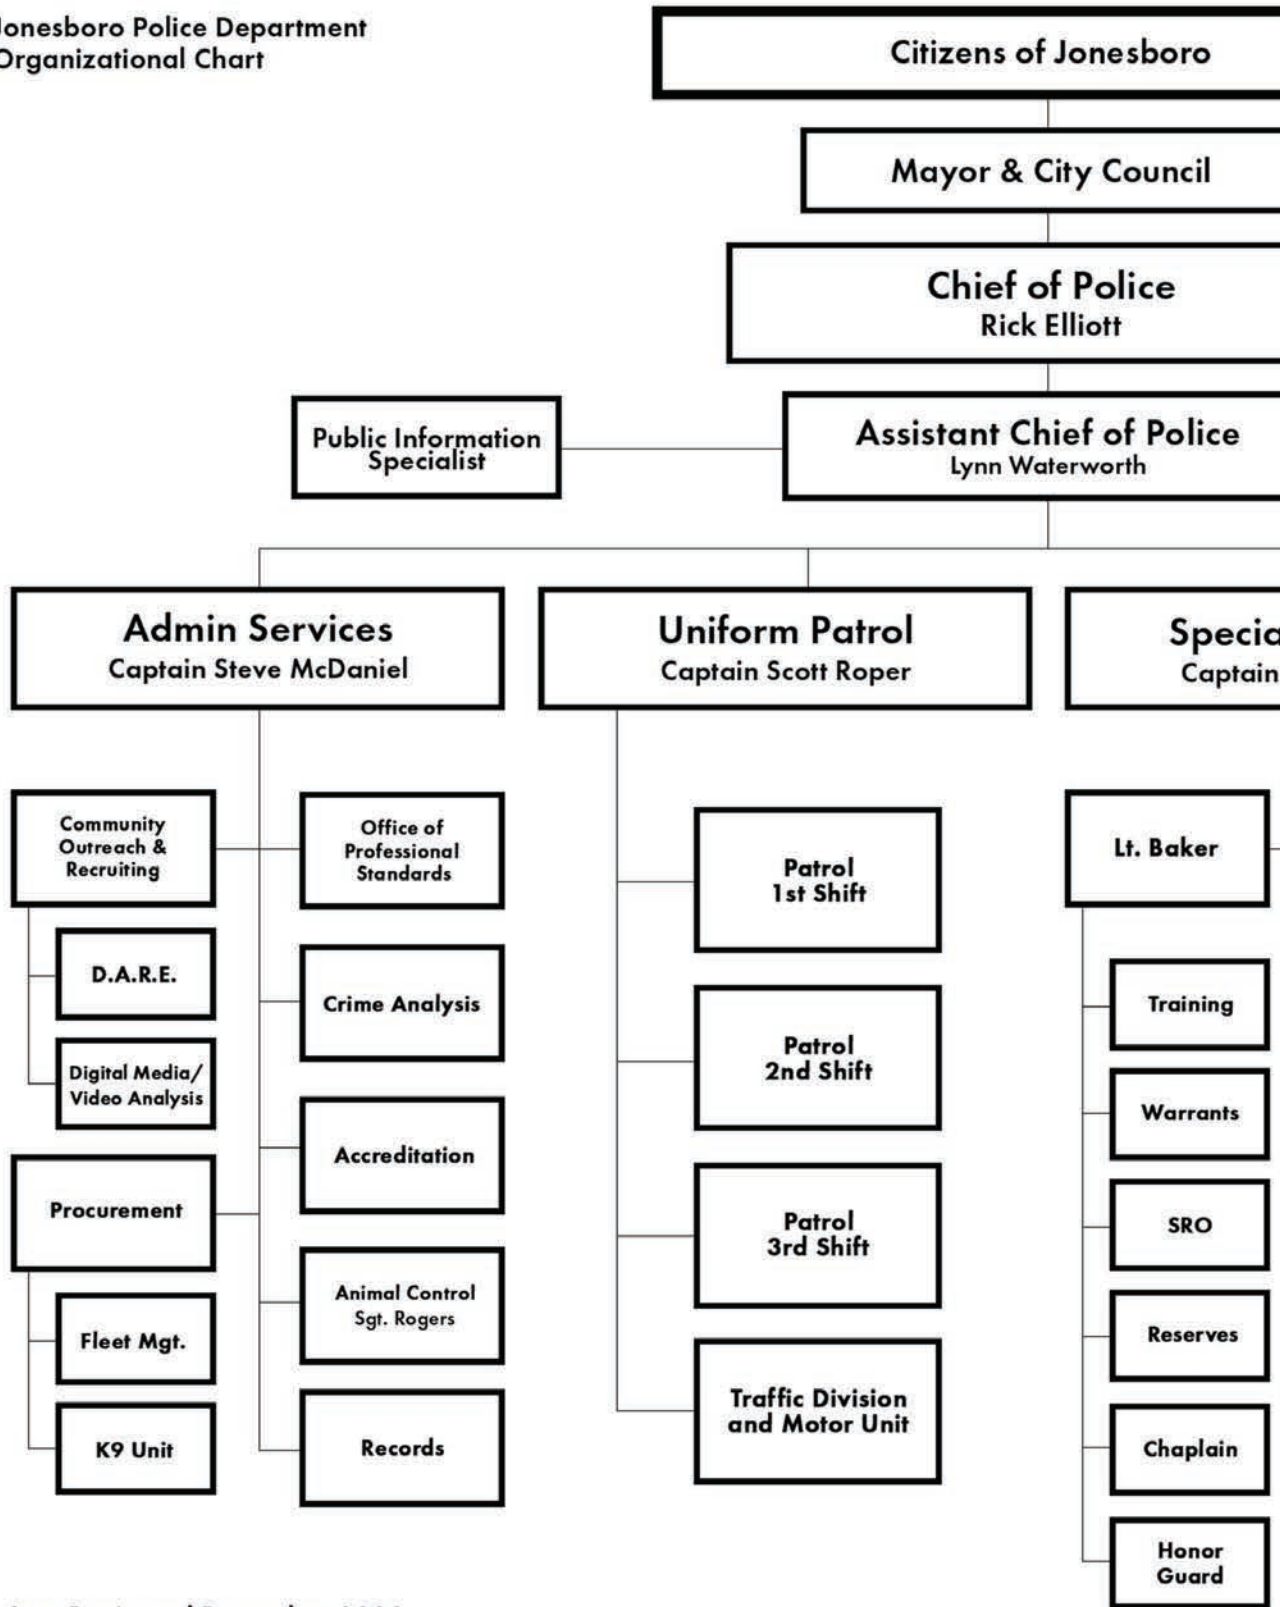 Jonesboro Police Department
Organizational Chart
Citizens of Jonesboro
Mayor & City Council
Chief of Police
Rick Elliott
Public Information
Specialist
Assistant Chief of Police
Lynn Waterworth
Admin Services
Captain Steve McDaniel
Uniform Patrol
Captain Scott Roper
Specia
Captain
Community
Outreach &
Recruiting
D.A.R.E.
Digital Media/
Video Analysis
Procurement
Fleet Mgt.
K9 Unit
Office of
Professional
Standards
Crime Analysis
Accreditation
Animal Control
Sgt. Rogers
Records
Patrol
1st Shift
Patrol
2nd Shift
Patrol
3rd Shift
Traffic Division
and Motor Unit
Lt. Baker
Training
Warrants
SRO
Reserves
Chaplain
Honor
Guard